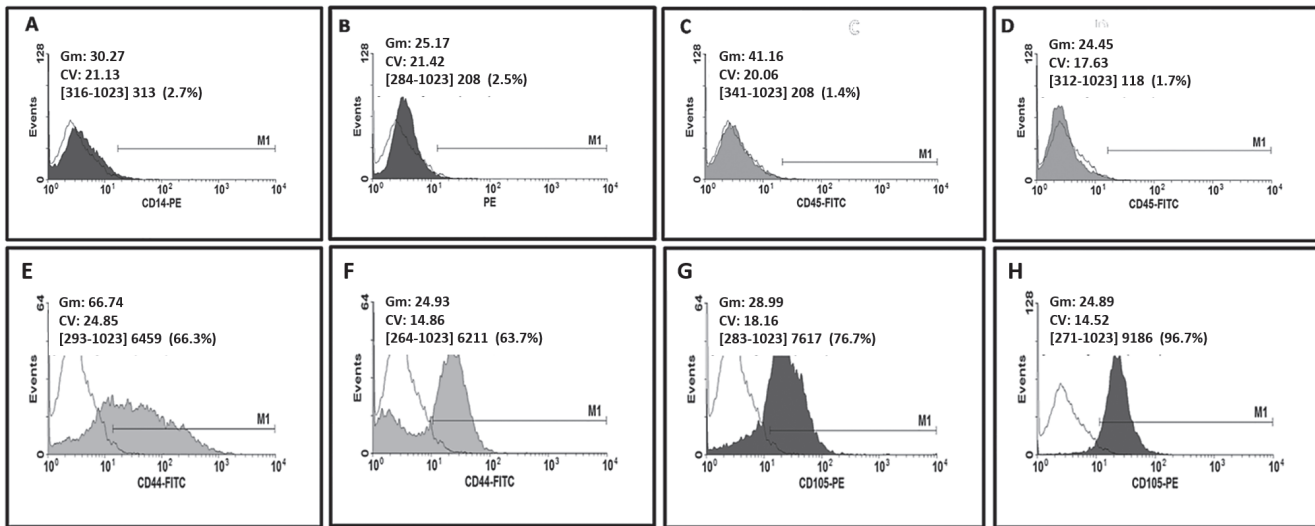 A
Gm: 30.27
CV: 21.13
[316-1023] 313 (2.7%)
128
Events
0
M1
10^0 10^1 10^2 10^3 10^4
CD14-PE
B
Gm: 25.17
CV: 21.42
[284-1023] 208 (2.5%)
128
Events
0
M1
10^0 10^1 10^2 10^3 10^4
PE
C
C
Gm: 41.16
CV: 20.06
[341-1023] 208 (1.4%)
128
Events
0
M1
10^0 10^1 10^2 10^3 10^4
CD45-FITC
D
Gm: 24.45
CV: 17.63
[312-1023] 118 (1.7%)
128
Events
0
M1
10^0 10^1 10^2 10^3 10^4
CD45-FITC
E
Gm: 66.74
CV: 24.85
[293-1023] 6459 (66.3%)
64
Events
0
M1
10^0 10^1 10^2 10^3 10^4
CD44-FITC
F
Gm: 24.93
CV: 14.86
[264-1023] 6211 (63.7%)
64
Events
0
M1
10^0 10^1 10^2 10^3 10^4
CD44-FITC
G
Gm: 28.99
CV: 18.16
[283-1023] 7617 (76.7%)
64
Events
0
M1
10^0 10^1 10^2 10^3 10^4
CD105-PE
H
Gm: 24.89
CV: 14.52
[271-1023] 9186 (96.7%)
128
Events
0
M1
10^0 10^1 10^2 10^3 10^4
CD105-PE